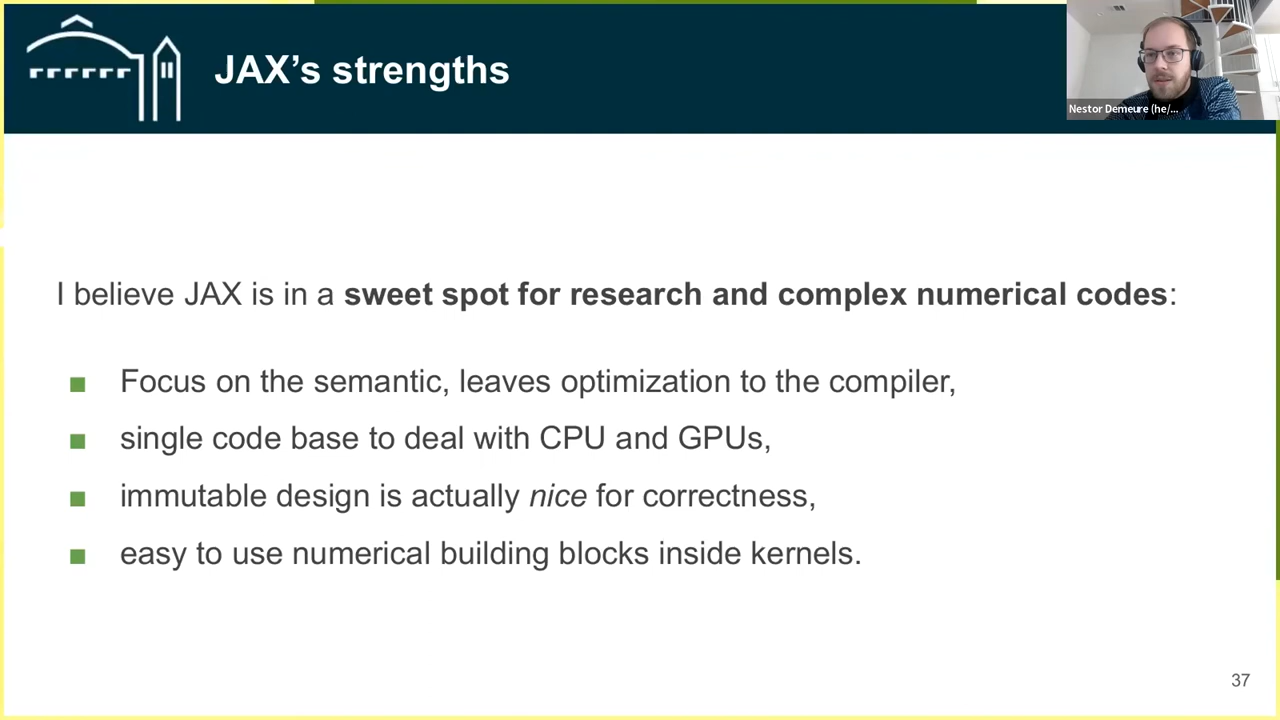 JAX's strengths
Nestor Demeure (he/...
I believe JAX is in a sweet spot for research and complex numerical codes:
■ Focus on the semantic, leaves optimization to the compiler,
■ single code base to deal with CPU and GPUs,
■ immutable design is actually nice for correctness,
■ easy to use numerical building blocks inside kernels.
37